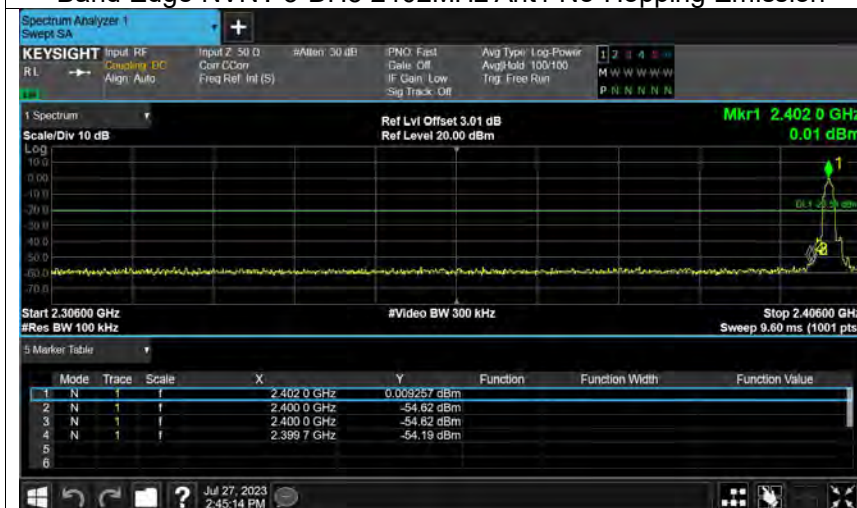 Band Edge NVNT 3-DH5 2402MHz Ant1 No-Hopping Emission
Spectrum Analyzer 1
Swept SA
+
KEYSIGHT Input: RF Input Z: 50 Ω #Atten: 30 dB PNO: Fast Avg Type: Log-Power 1 2 3 4 5 6
RL Coupling: DC Corr CCorr Gate: Off Avg|Hold: 100/100 M W W W W W
Align: Auto Freq Ref: Int (S) IF Gain: Low Trig: Free Run
Sig Track: Off P N N N N N
1 Spectrum Ref Lvl Offset 3.01 dB Mkr1 2.402 0 GHz
Scale/Div 10 dB Ref Level 20.00 dBm 0.01 dBm
Log
10.0
0.00
-10.0
-20.0
-30.0
-40.0
-50.0
-60.0
-70.0
1
Start 2.30600 GHz #Video BW 300 kHz Stop 2.40600 GHz
#Res BW 100 kHz Sweep 9.60 ms (1001 pts
5 Marker Table
Mode Trace Scale X Y Function Function Width Function Value
1 N 1 f 2.402 0 GHz 0.009257 dBm
2 N 1 f 2.400 0 GHz -54.62 dBm
3 N 1 f 2.400 0 GHz -54.62 dBm
4 N 1 f 2.399 7 GHz -54.19 dBm
5
6
? Jul 27, 2023
2:45:14 PM